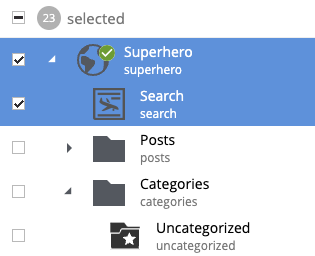 23 selected
Superhero
superhero
Search
search
Posts
posts
Categories
categories
Uncategorized
uncategorized